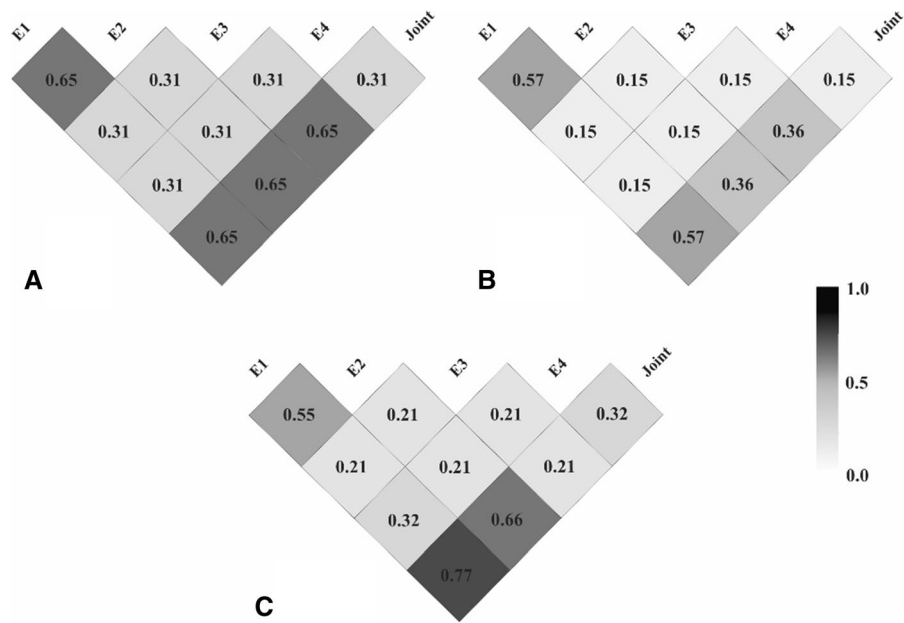 E1 E2 E3 E4 Joint
0.65 0.31 0.31 0.31
0.31 0.31 0.65
0.31 0.65
0.65
A
E1 E2 E3 E4 Joint
0.57 0.15 0.15 0.15
0.15 0.15 0.36
0.15 0.36
0.57
B
1.0
0.5
0.0
E1 E2 E3 E4 Joint
0.55 0.21 0.21 0.32
0.21 0.21 0.21
0.32 0.66
0.77
C